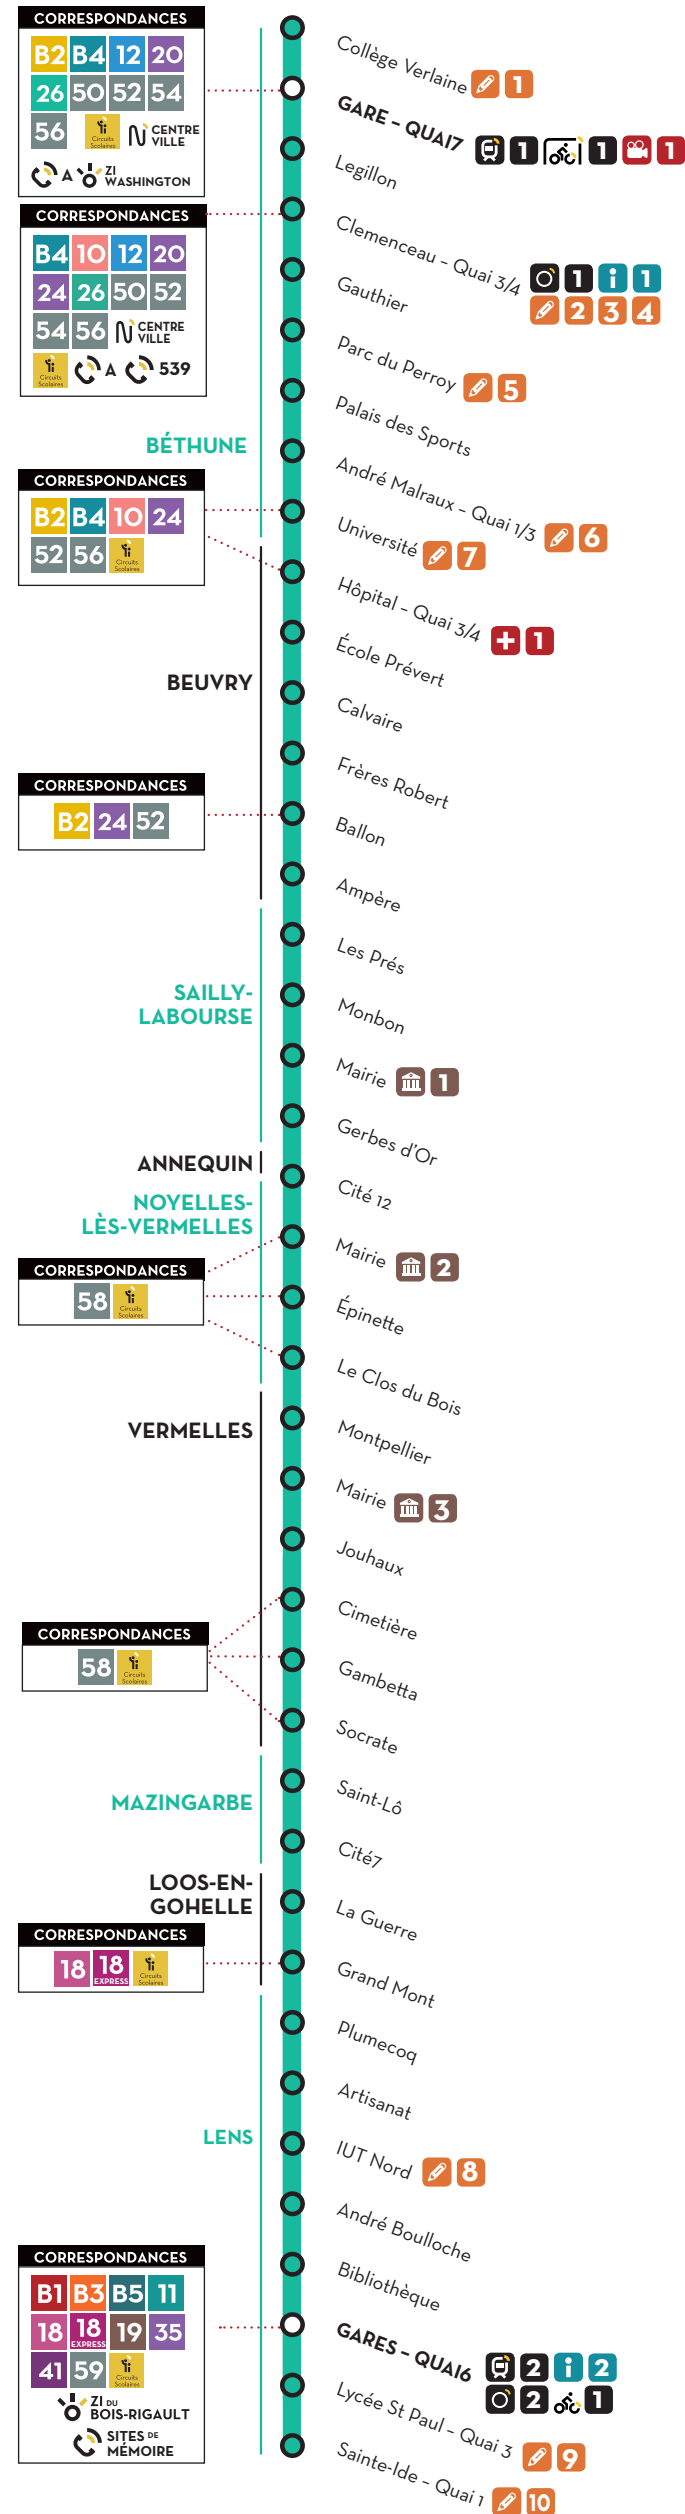 CORRESPONDANCES
B2 B4 12 20
26 50 52 54
56 Circuits Scolaires CENTRE VILLE
A ZI WASHINGTON
CORRESPONDANCES
B4 10 12 20
24 26 50 52
54 56 CENTRE VILLE
Circuits Scolaires A 539
BÉTHUNE
Collège Verlaine 1
GARE – QUAI7 1 1 1
Legillon
Clemenceau – Quai 3/4 1 i 1
2 3 4
Gauthier
Parc du Perroy 5
Palais des Sports
André Malraux – Quai 1/3 6
Université 7
CORRESPONDANCES
B2 B4 10 24
52 56 Circuits Scolaires
BEUVRY
Hôpital – Quai 3/4 1
École Prévert
Calvaire
Frères Robert
CORRESPONDANCES
B2 24 52
Ballon
Ampère
SAILLY-
LABOURSE
Les Prés
Monbon
Mairie 1
Gerbes d'Or
ANNEQUIN
Cité 12
NOYELLES-
LÈS-VERMELLES
CORRESPONDANCES
58 Circuits Scolaires
Mairie 2
Épinette
Le Clos du Bois
VERMELLES
Montpellier
Mairie 3
Jouhaux
CORRESPONDANCES
58 Circuits Scolaires
Cimetière
Gambetta
Socrate
MAZINGARBE
Saint-Lô
Cité7
LOOS-EN-
GOHELLE
La Guerre
CORRESPONDANCES
18 18 EXPRESS Circuits Scolaires
Grand Mont
LENS
Plumecoq
Artisanat
IUT Nord 8
André Boulloche
Bibliothèque
CORRESPONDANCES
B1 B3 B5 11
18 18 EXPRESS 19 35
41 59 Circuits Scolaires
ZI DU
BOIS-RIGAULT
SITES DE
MÉMOIRE
GARES – QUAI6 2 i 2
2 1
Lycée St Paul – Quai 3 9
Sainte-Ide – Quai 1 10